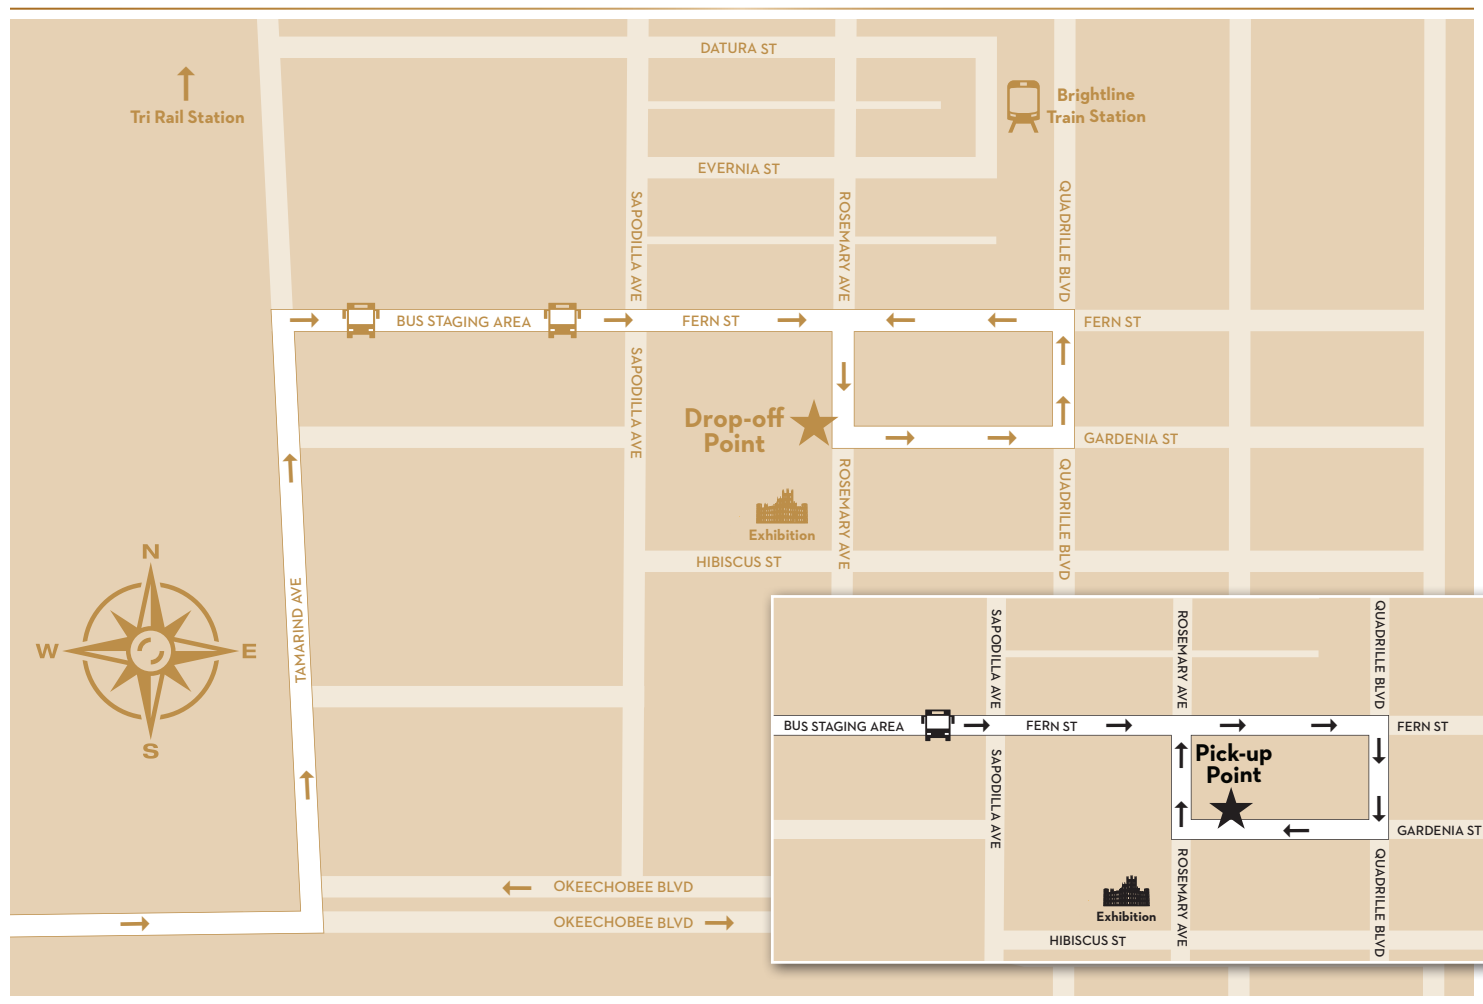 DATURA ST
Tri Rail Station
Brightline
Train Station
EVERNIA ST
SAPODILLA AVE
ROSEMARY AVE
QUADRILLE BLVD
BUS STAGING AREA
FERN ST
FERN ST
SAPODILLA AVE
Drop-off
Point
GARDENIA ST
ROSEMARY AVE
QUADRILLE BLVD
Exhibition
HIBISCUS ST
N
W
E
S
TAMARIND AVE
OKEECHOBEE BLVD
OKEECHOBEE BLVD
SAPODILLA AVE
ROSEMARY AVE
QUADRILLE BLVD
BUS STAGING AREA
FERN ST
FERN ST
SAPODILLA AVE
Pick-up
Point
GARDENIA ST
ROSEMARY AVE
QUADRILLE BLVD
Exhibition
HIBISCUS ST